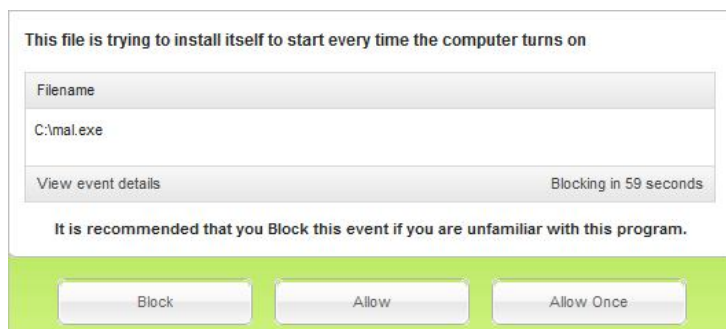 This file is trying to install itself to start every time the computer turns on
Filename
C:\mal.exe
View event details
Blocking in 59 seconds
It is recommended that you Block this event if you are unfamiliar with this program.
Block
Allow
Allow Once